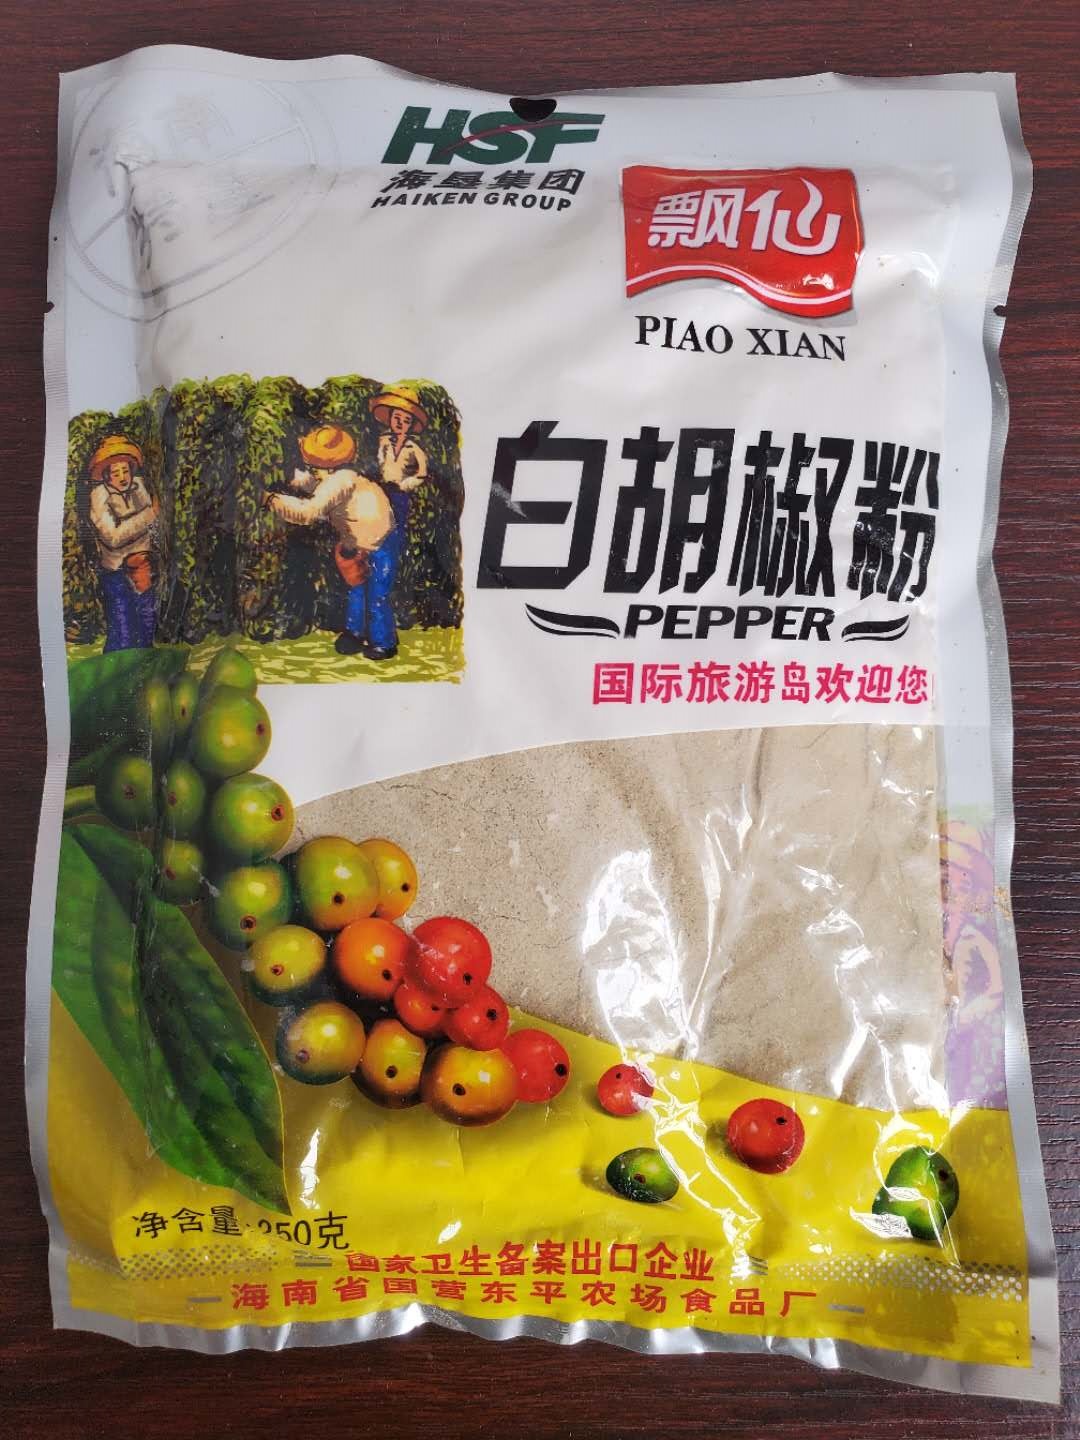 HSF
海垦集团
HAIKEN GROUP
飘仙
PIAO XIAN
白胡椒粉
PEPPER
国际旅游岛欢迎您
净含量:350克
国家卫生备案出口企业
海南省国营东平农场食品厂